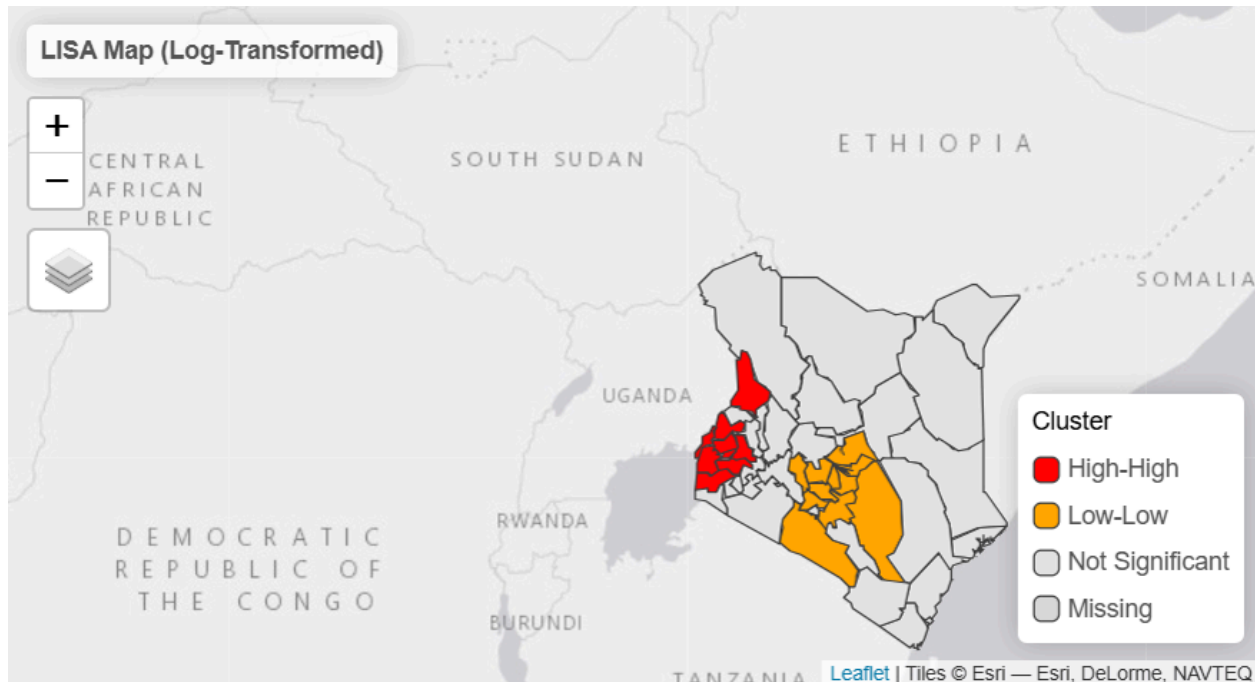 LISA Map (Log-Transformed)
+
−
CENTRAL
AFRICAN
REPUBLIC
SOUTH SUDAN
ETHIOPIA
SOMALIA
UGANDA
RWANDA
DEMOCRATIC
REPUBLIC OF
THE CONGO
BURUNDI
TANZANIA
Cluster
High-High
Low-Low
Not Significant
Missing
Leaflet | Tiles © Esri — Esri, DeLorme, NAVTEQ